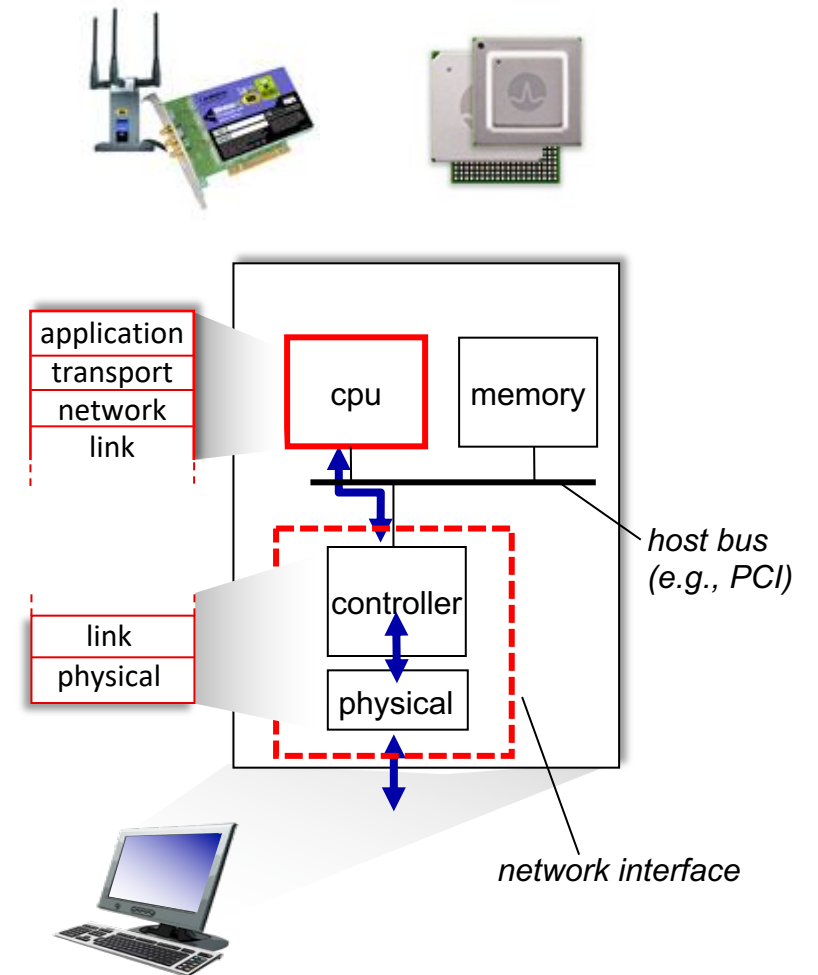 application
transport
network
link
cpu
memory
host bus
(e.g., PCI)
controller
link
physical
physical
network interface